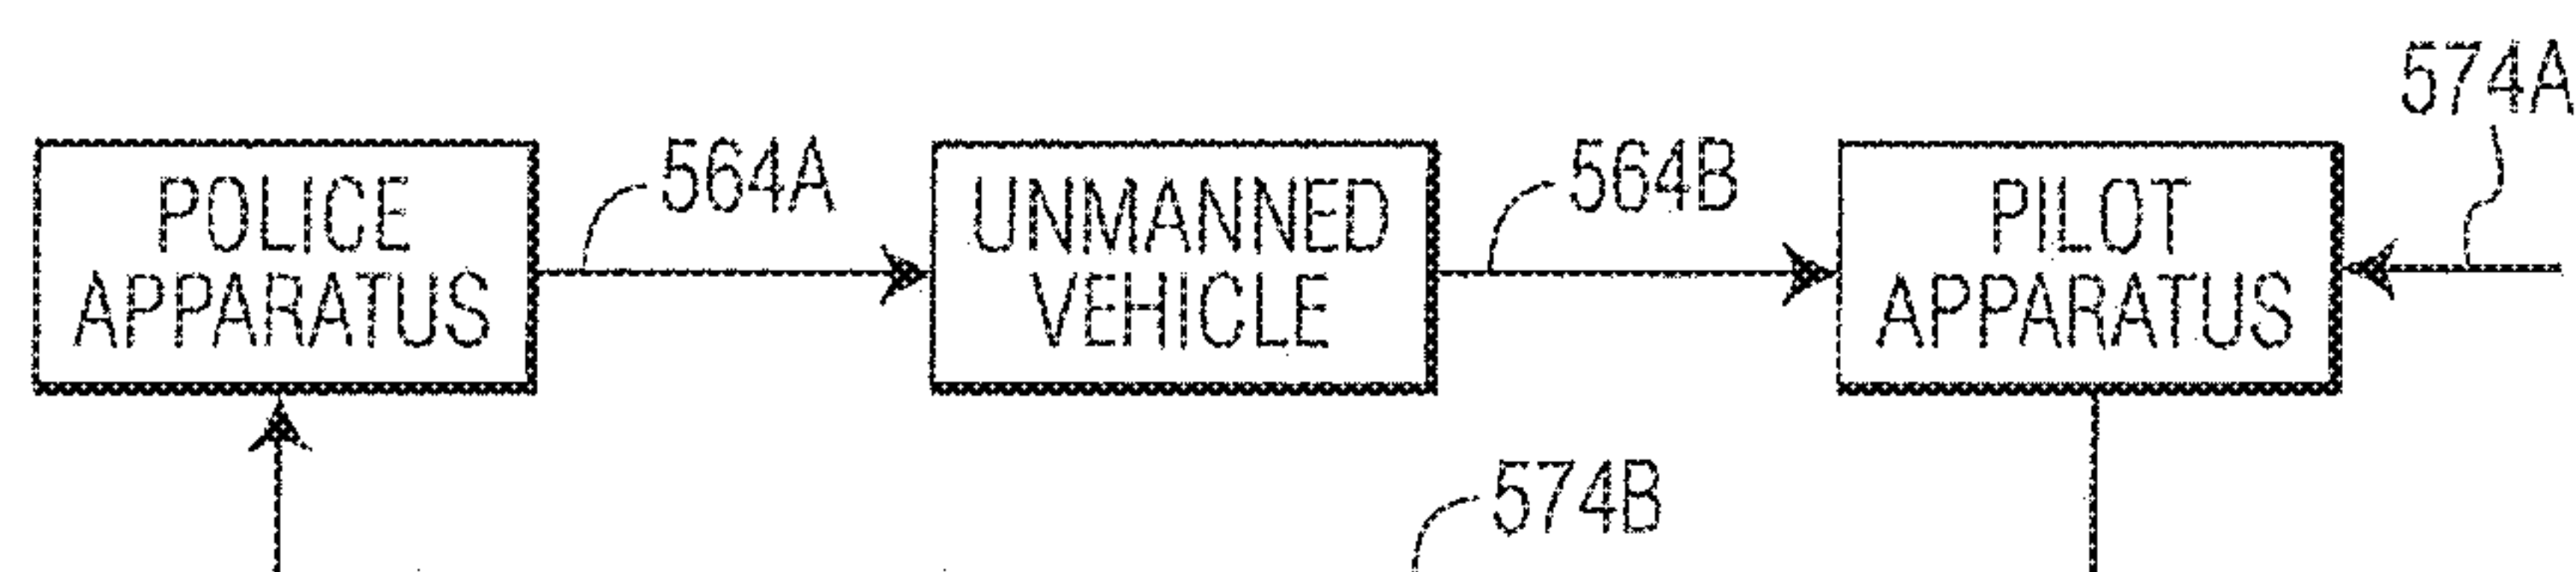 574A
POLICE
APPARATUS
564A
UNMANNED
VEHICLE
564B
PILOT
APPARATUS
574B